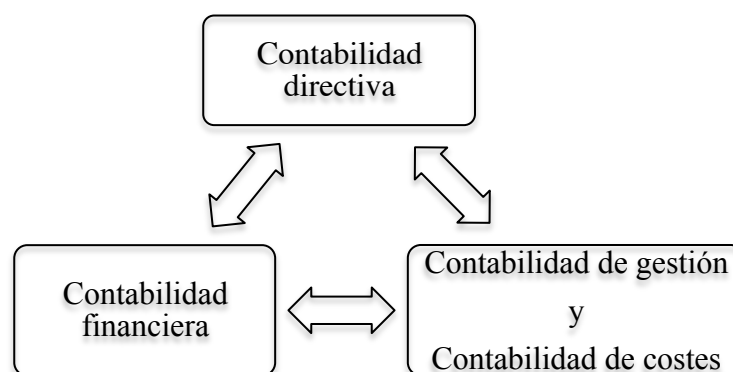 Contabilidad
directiva
Contabilidad
financiera
Contabilidad de gestión
y
Contabilidad de costes